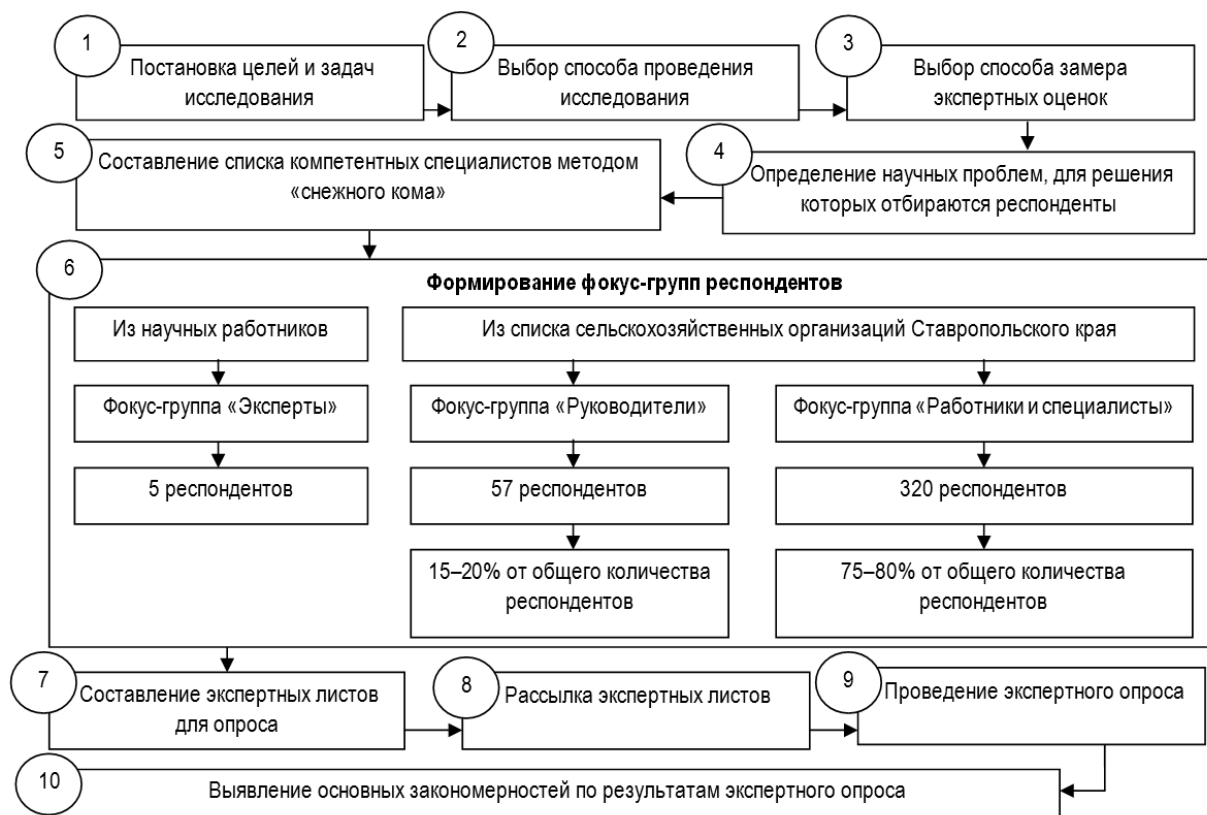 1
Постановка целей и задач
исследования
2
Выбор способа проведения
исследования
3
Выбор способа замера
экспертных оценок
4
Определение научных проблем, для решения
которых отбираются респонденты
5
Составление списка компетентных специалистов методом
«снежного кома»
6
Формирование фокус-групп респондентов
Из научных работников
Из списка сельскохозяйственных организаций Ставропольского края
Фокус-группа «Эксперты»
Фокус-группа «Руководители»
Фокус-группа «Работники и специалисты»
5 респондентов
57 респондентов
320 респондентов
15–20% от общего количества
респондентов
75–80% от общего количества
респондентов
7
Составление экспертных листов
для опроса
8
Рассылка экспертных листов
9
Проведение экспертного опроса
10
Выявление основных закономерностей по результатам экспертного опроса